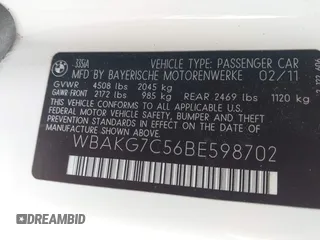 335IA VEHICLE TYPE: PASSENGER CAR
MFD BY BAYERISCHE MOTORENWERKE 02/11
GVWR 4508 lbs 2045 kg
GAWR FRONT 2172 lbs 985 kg REAR 2469 lbs 1120 kg
THIS VEHICLE CONFORMS TO ALL APPLICABLE FEDERAL
MOTOR VEHICLE SAFETY, BUMPER AND THEFT PREVENTION
STANDARDS IN EFFECT ON THE DATE OF
MANUFACTURE SHOWN ABOVE.
WBAKG7C56BE598702
DREAMBID